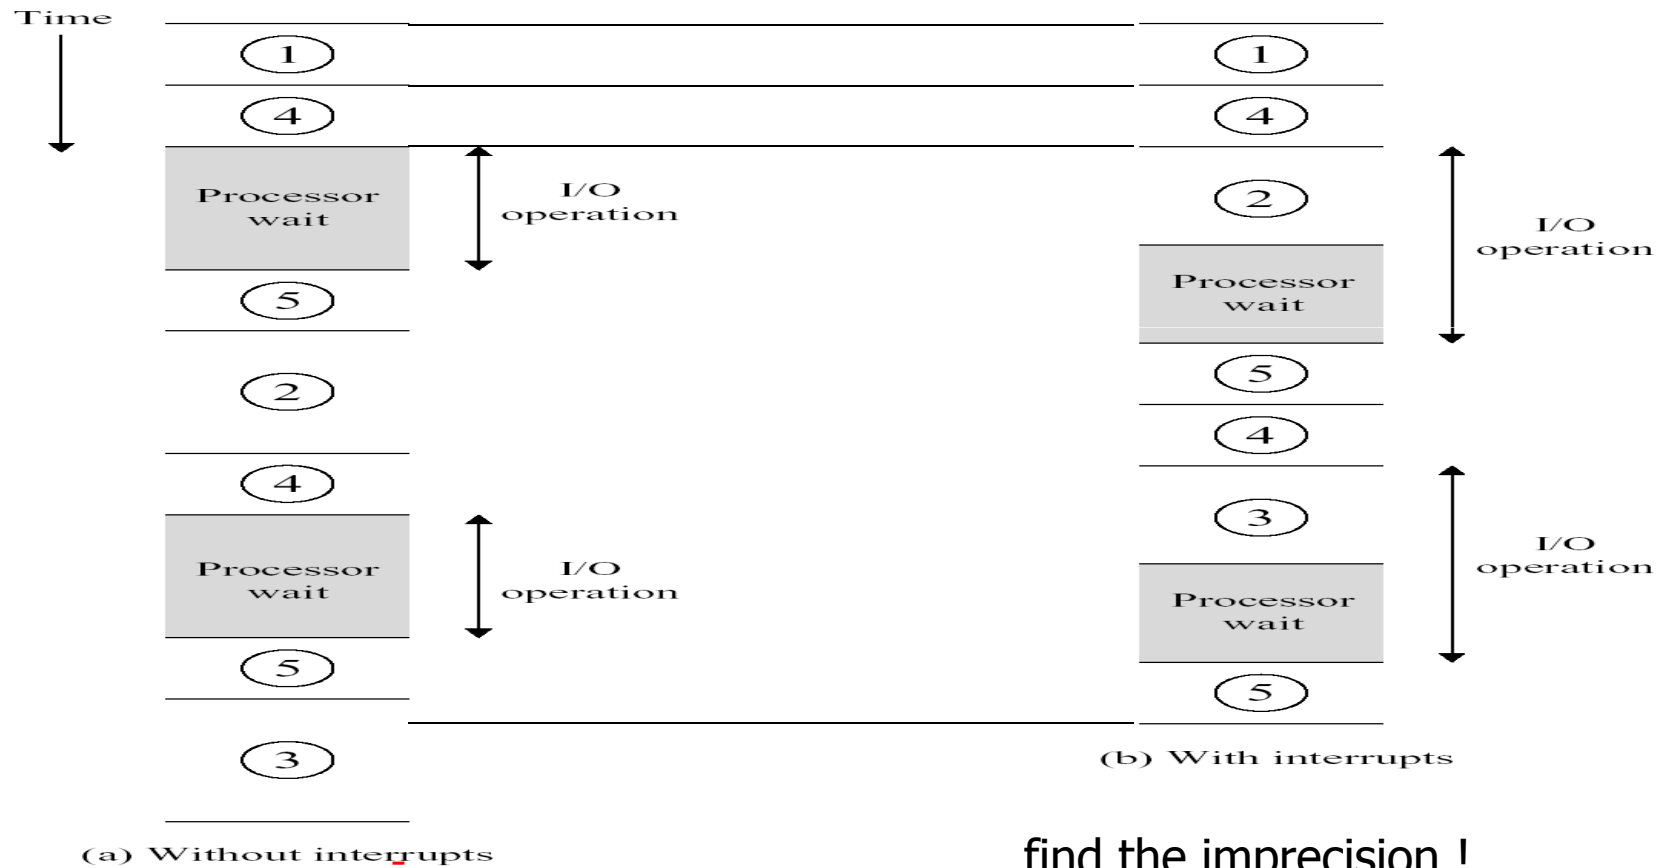 Time
1
4
Processor
wait
I/O
operation
5
2
4
Processor
wait
I/O
operation
5
3
(a) Without interrupts
1
4
2
I/O
operation
Processor
wait
5
4
3
I/O
operation
Processor
wait
5
(b) With interrupts
find the imprecision !